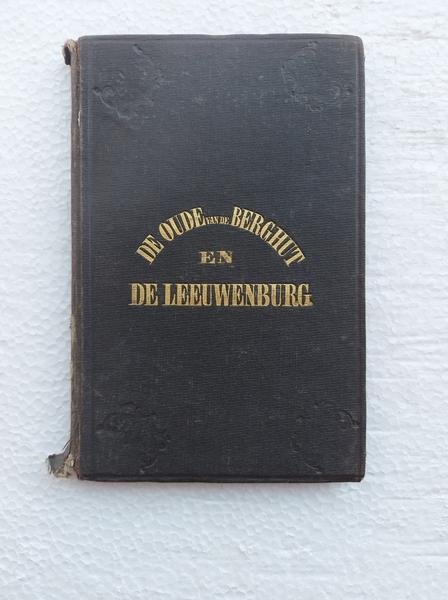 DE OUDE VAN DE BERGHUT
EN
DE LEEUWENBURG.